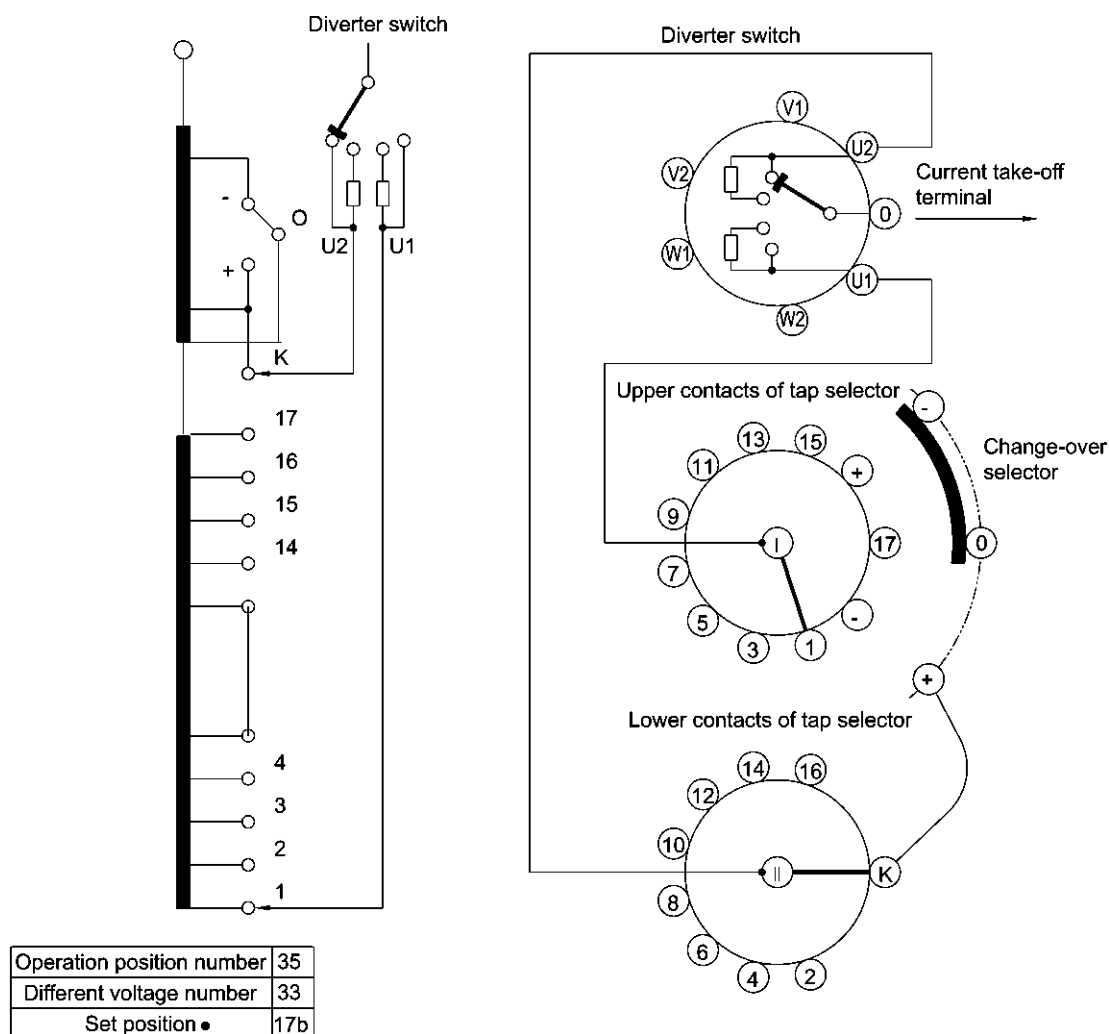 Diverter switch
-
O
+
U2
U1
K
17
16
15
14
4
3
2
1
Operation position number 35
Different voltage number 33
Set position ● 17b
Diverter switch
V1
U2
V2
Current take-off
terminal
0
W1
U1
W2
Upper contacts of tap selector
-
Change-over
selector
13
15
11
+
9
I
17
0
7
5
-
3
1
+
Lower contacts of tap selector
14
16
12
10
II
K
8
6
4
2